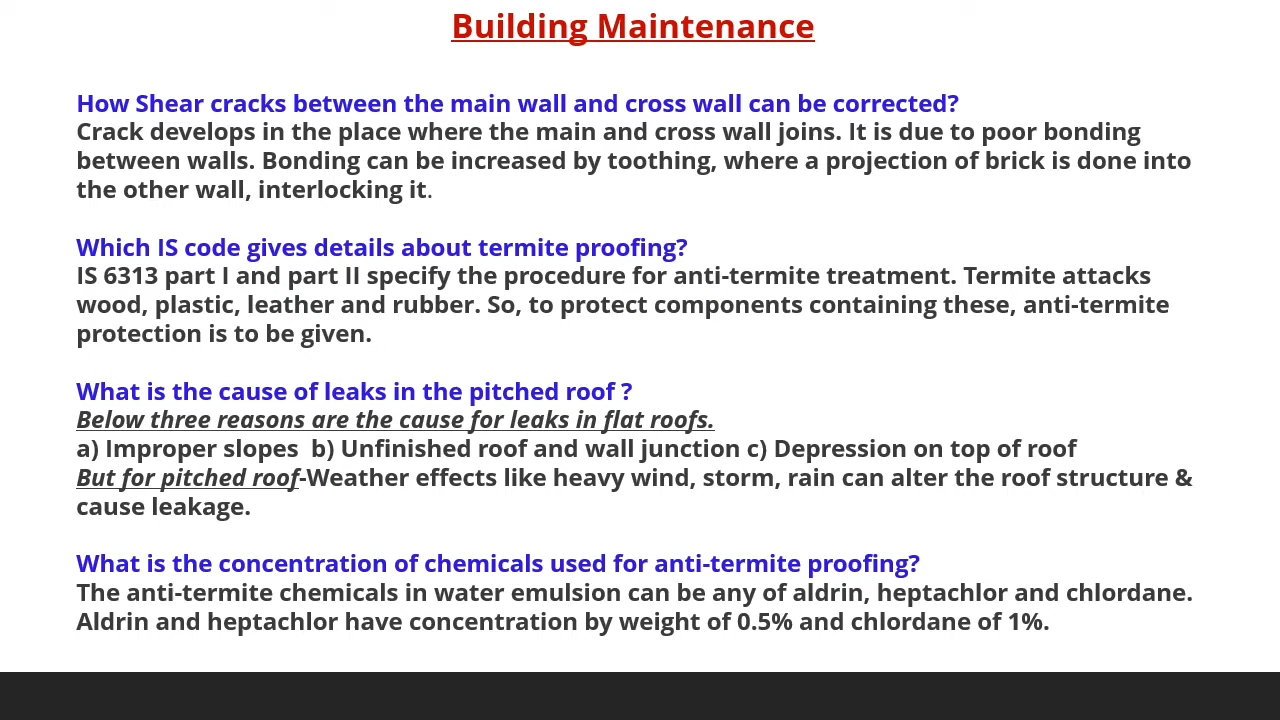 Building Maintenance
How Shear cracks between the main wall and cross wall can be corrected?
Crack develops in the place where the main and cross wall joins. It is due to poor bonding
between walls. Bonding can be increased by toothing, where a projection of brick is done into
the other wall, interlocking it.
Which IS code gives details about termite proofing?
IS 6313 part I and part II specify the procedure for anti-termite treatment. Termite attacks
wood, plastic, leather and rubber. So, to protect components containing these, anti-termite
protection is to be given.
What is the cause of leaks in the pitched roof ?
Below three reasons are the cause for leaks in flat roofs.
a) Improper slopes  b) Unfinished roof and wall junction c) Depression on top of roof
But for pitched roof-Weather effects like heavy wind, storm, rain can alter the roof structure &
cause leakage.
What is the concentration of chemicals used for anti-termite proofing?
The anti-termite chemicals in water emulsion can be any of aldrin, heptachlor and chlordane.
Aldrin and heptachlor have concentration by weight of 0.5% and chlordane of 1%.